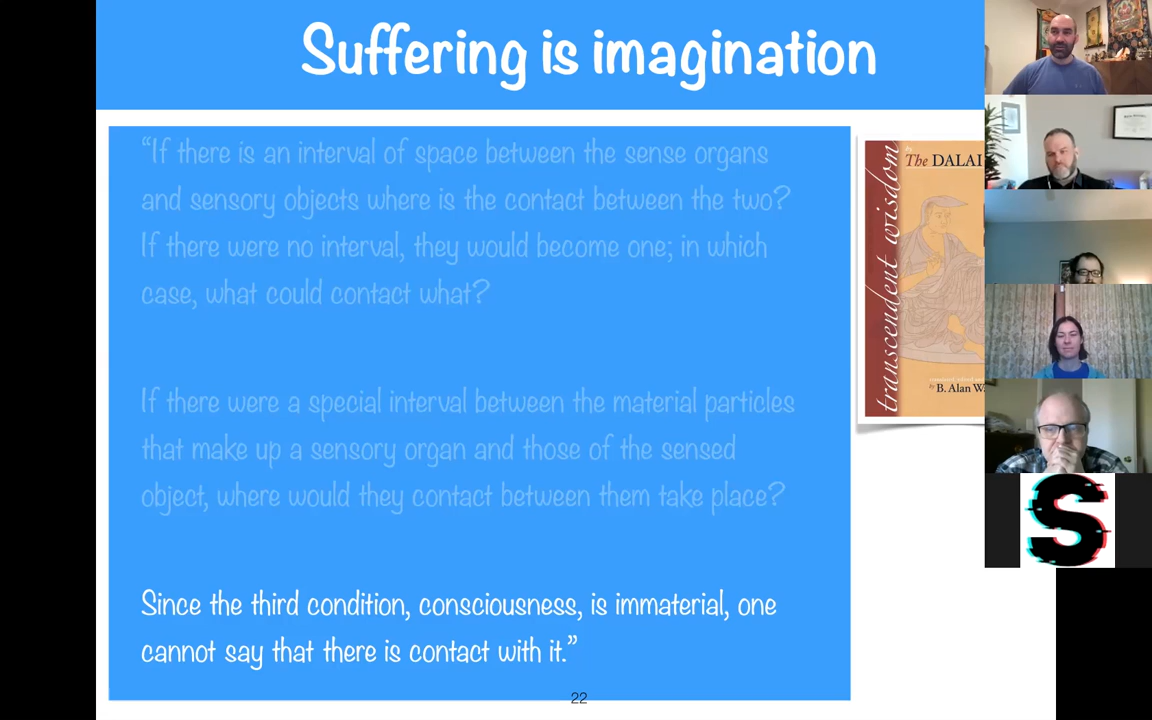 Suffering is imagination
“If there is an interval of space between the sense organs
and sensory objects where is the contact between the two?
If there were no interval, they would become one; in which
case, what could contact what?
If there were a special interval between the material particles
that make up a sensory organ and those of the sensed
object, where would they contact between them take place?
Since the third condition, consciousness, is immaterial, one
cannot say that there is contact with it.”
22
transcendent wisdom
by
The DALAI
by B. Alan
S